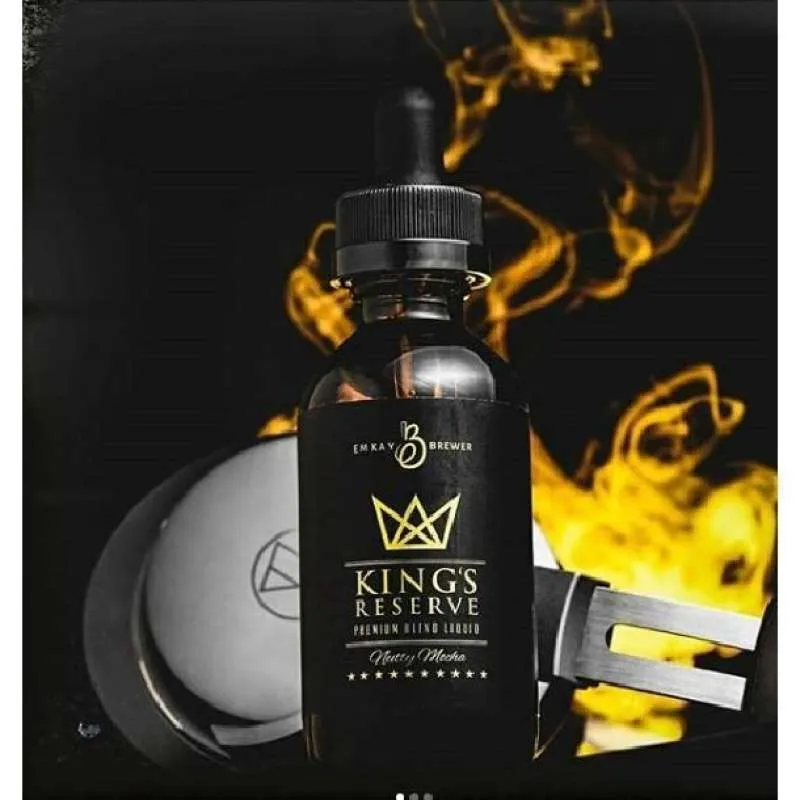 EMKAY B BREWER
KING'S
RESERVE
PREMIUM BLEND LIQUID
Nutty Mocha